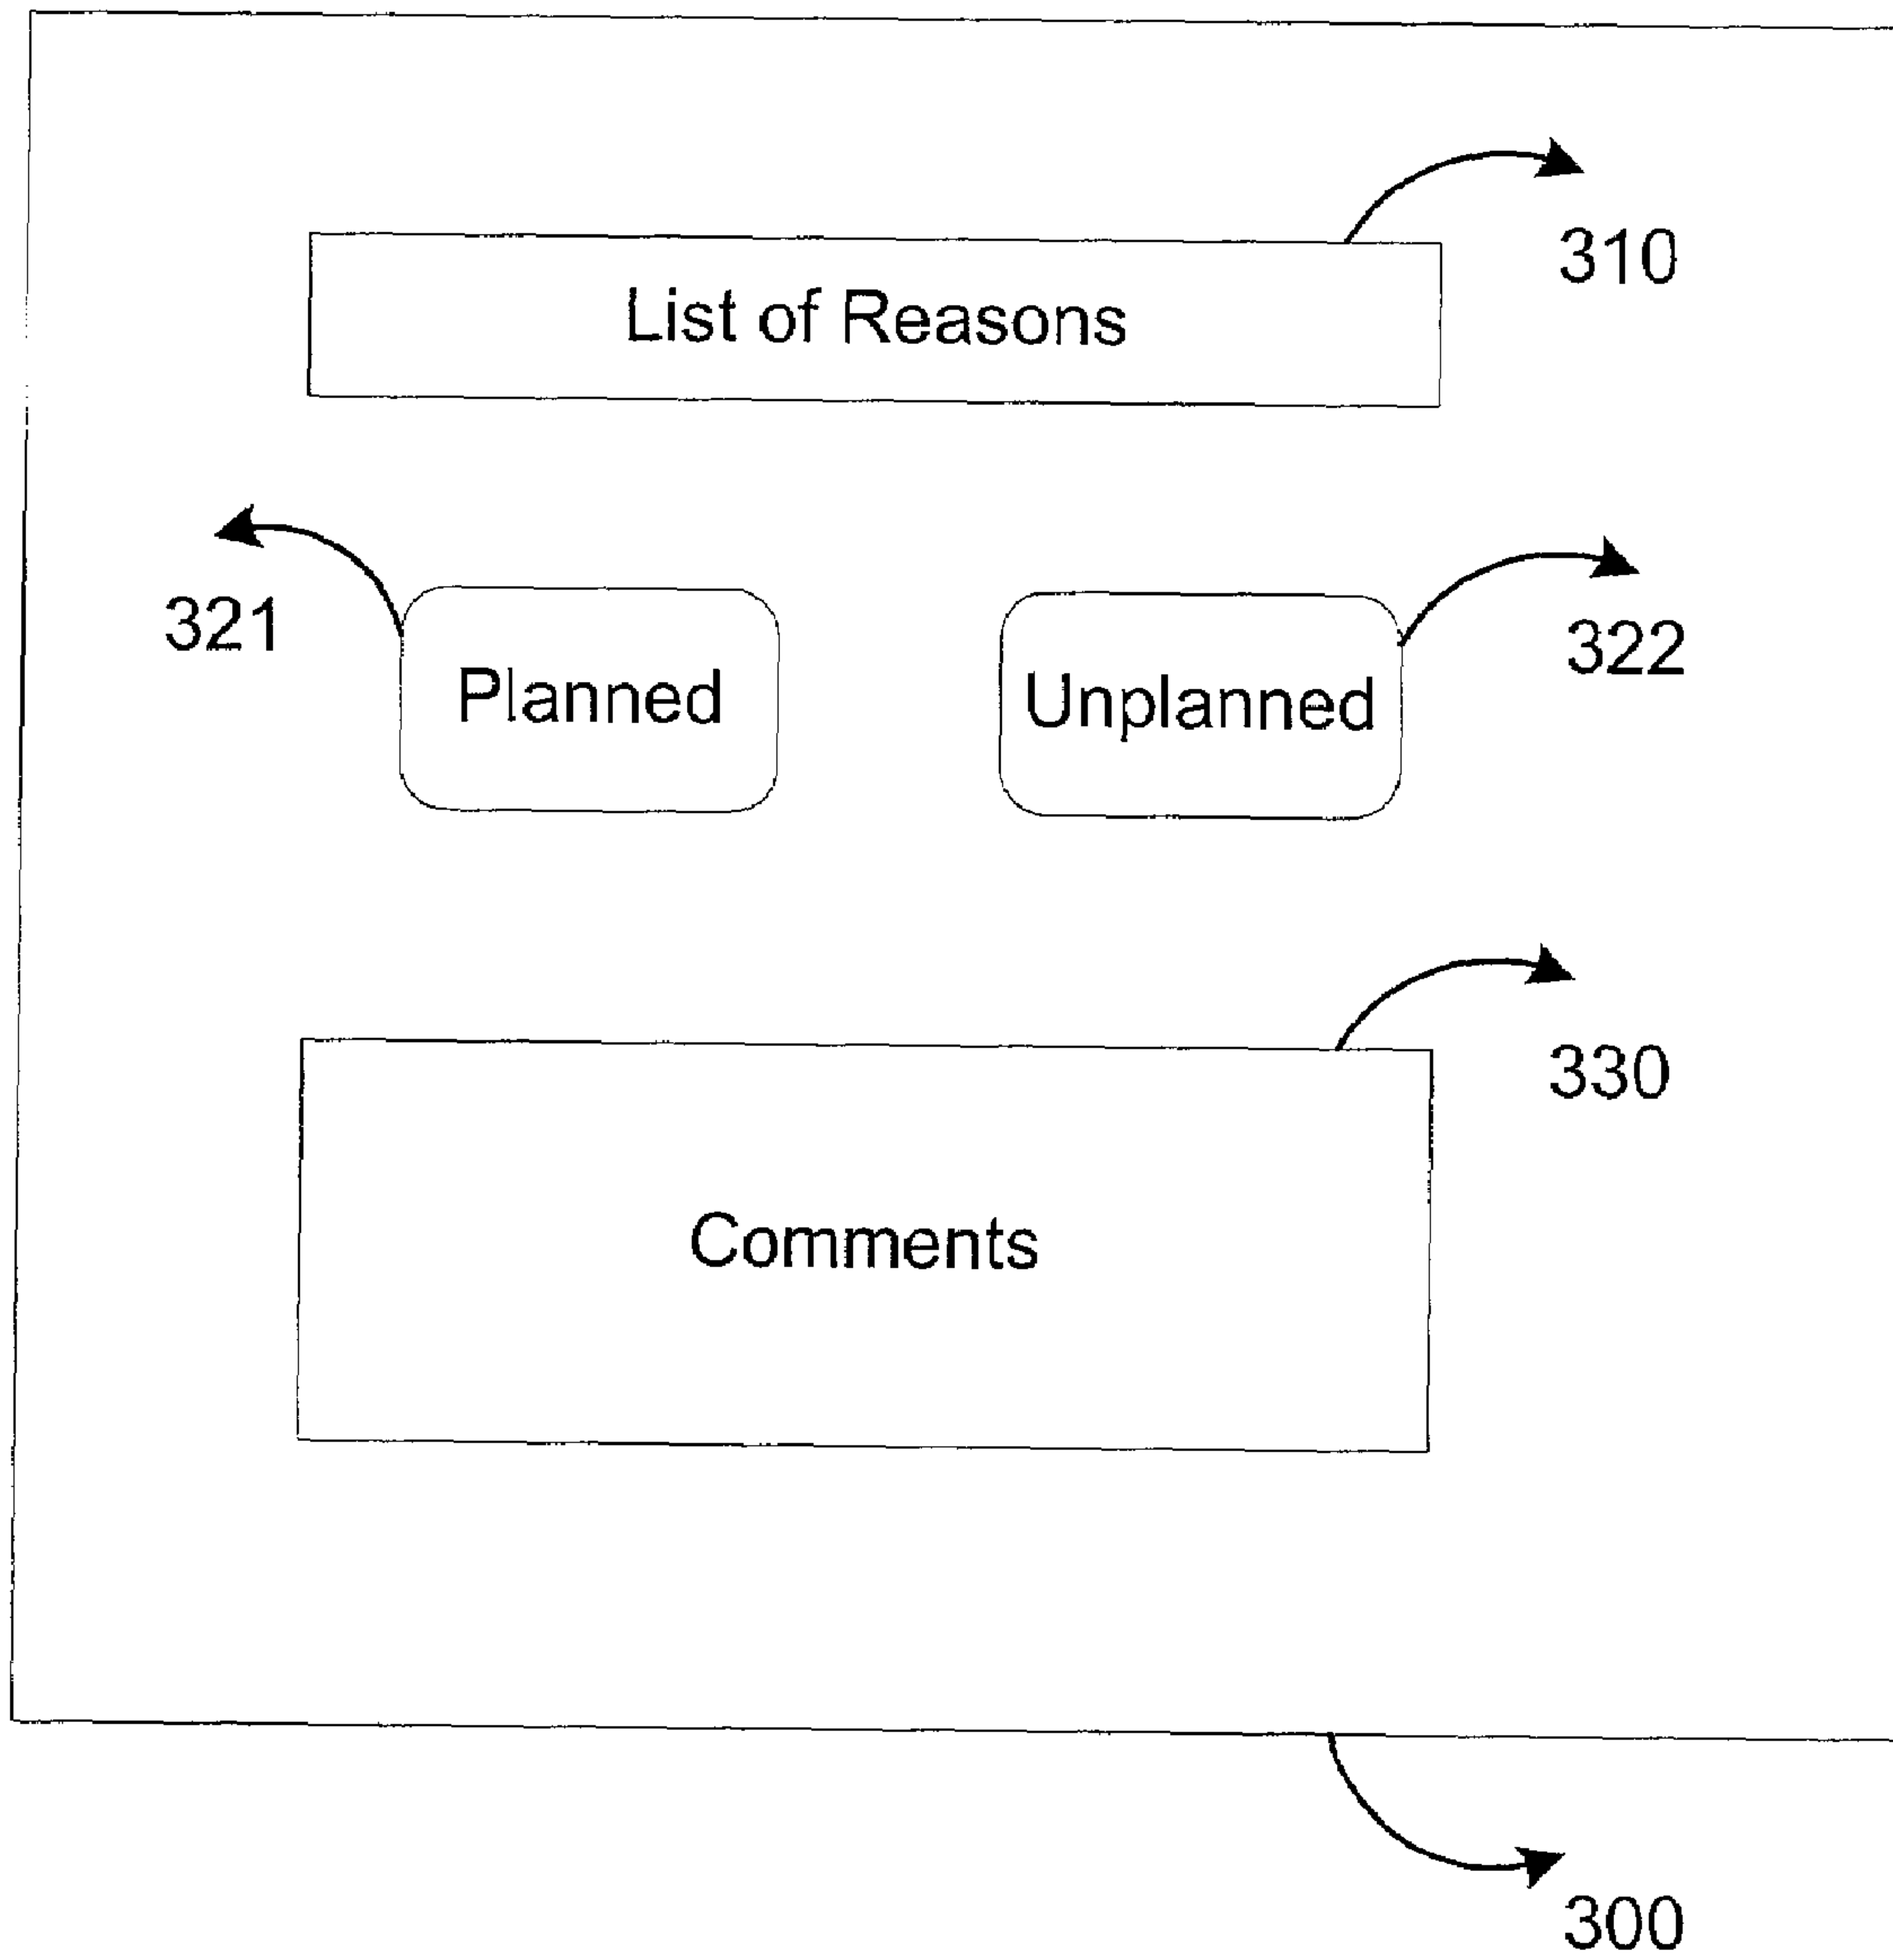 310
List of Reasons
321
322
Planned
Unplanned
330
Comments
300